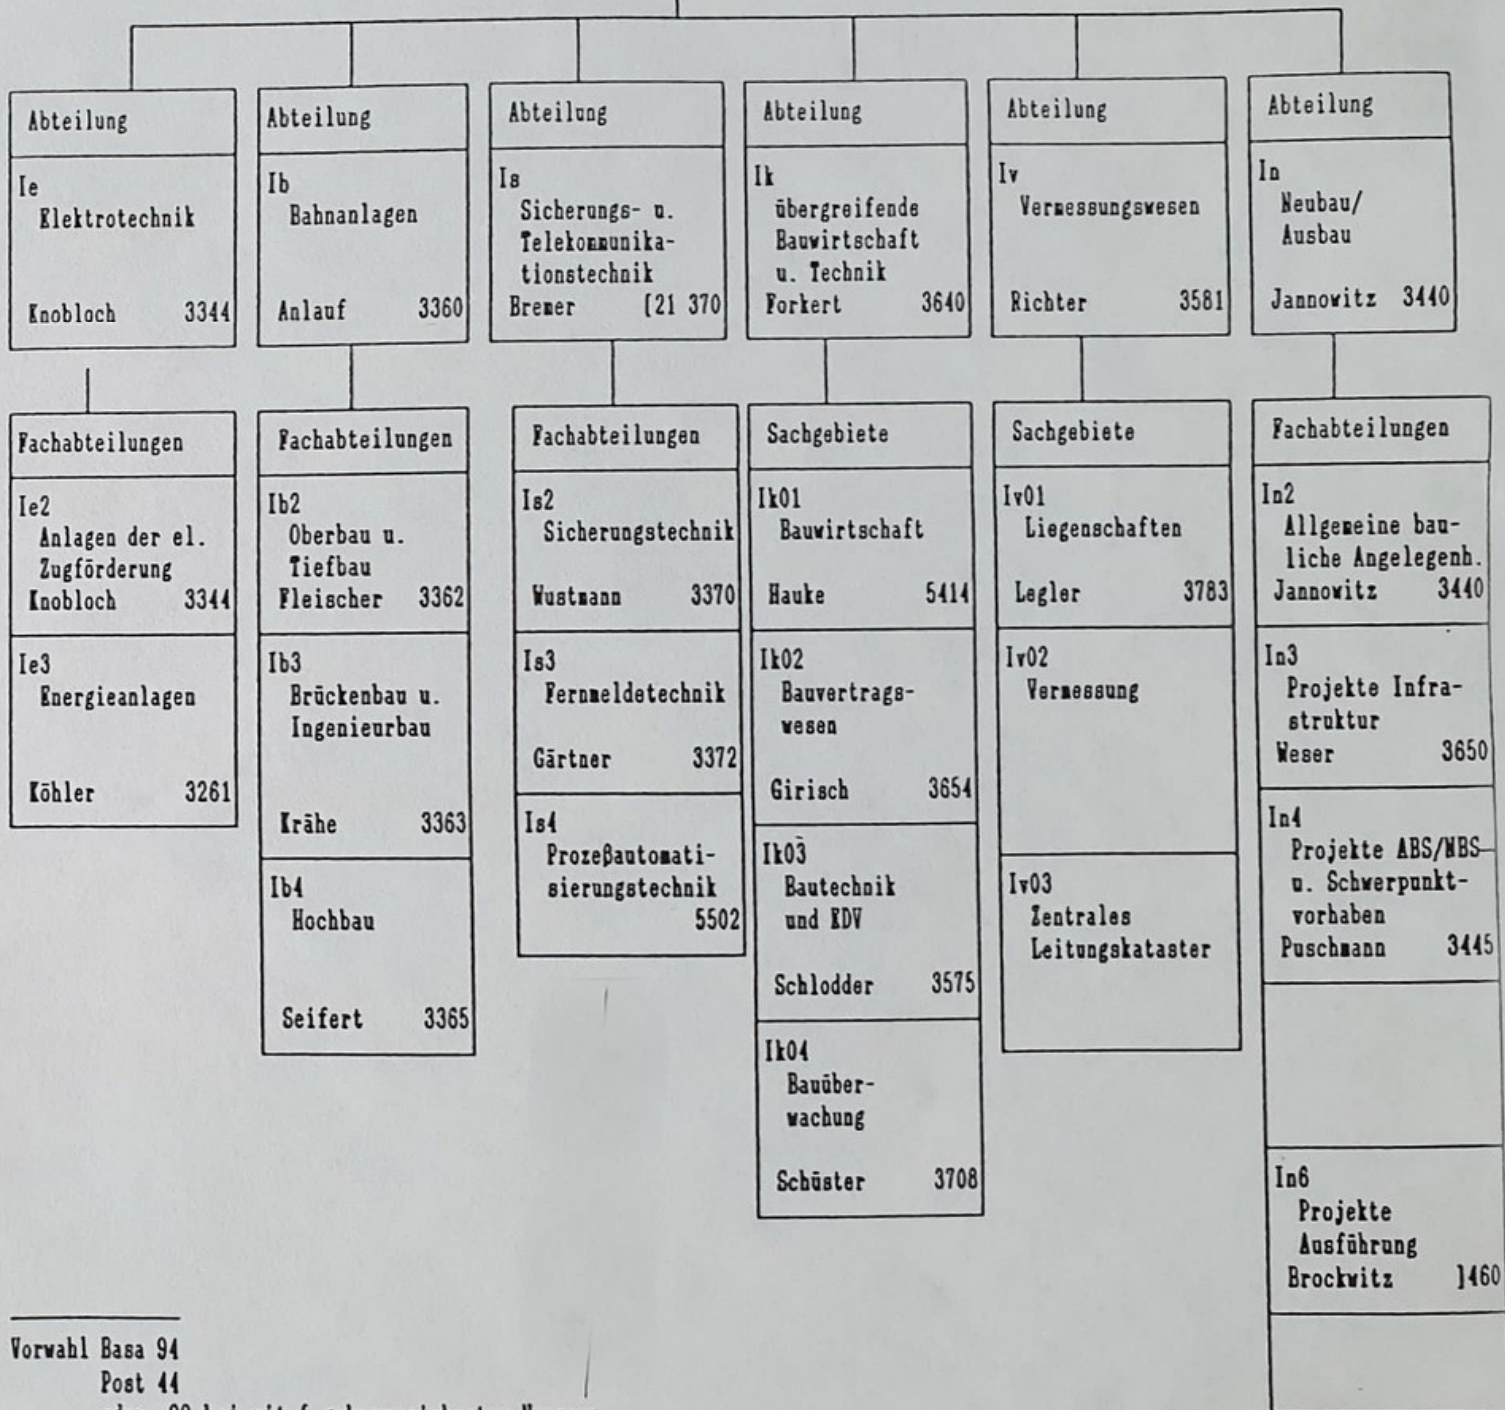 Abteilung
Ie
Elektrotechnik
Knobloch 3344
Fachabteilungen
Ie2
Anlagen der el.
Zugförderung
Knobloch 3344
Ie3
Energieanlagen
Köhler 3261
Abteilung
Ib
Bahnanlagen
Anlauf 3360
Fachabteilungen
Ib2
Oberbau u.
Tiefbau
Fleischer 3362
Ib3
Brückenbau u.
Ingenieurbau
Krähe 3363
Ib4
Hochbau
Seifert 3365
Abteilung
Is
Sicherungs- u.
Telekommunika-
tionstechnik
Bremer [21 370
Fachabteilungen
Is2
Sicherungstechnik
Wustmann 3370
Is3
Fernmeldetechnik
Gärtner 3372
Is4
Prozeßautomati-
sierungstechnik
5502
Abteilung
Ik
übergreifende
Bauwirtschaft
u. Technik
Forkert 3640
Sachgebiete
Ik01
Bauwirtschaft
Hauke 5414
Ik02
Bauvertrags-
wesen
Girisch 3654
Ik03
Bautechnik
und EDV
Schlodder 3575
Ik04
Bauüber-
wachung
Schüster 3708
Abteilung
Iv
Vermessungswesen
Richter 3581
Sachgebiete
Iv01
Liegenschaften
Legler 3783
Iv02
Vermessung
Iv03
Zentrales
Leitungskataster
Abteilung
In
Neubau/
Ausbau
Jannowitz 3440
Fachabteilungen
In2
Allgemeine bau-
liche Angelegenh.
Jannowitz 3440
In3
Projekte Infra-
struktur
Weser 3650
In4
Projekte ABS/NBS
u. Schwerpunkt-
vorhaben
Puschmann 3445
In6
Projekte
Ausführung
Brockwitz ]460
Vorwahl Basa 94
Post 44